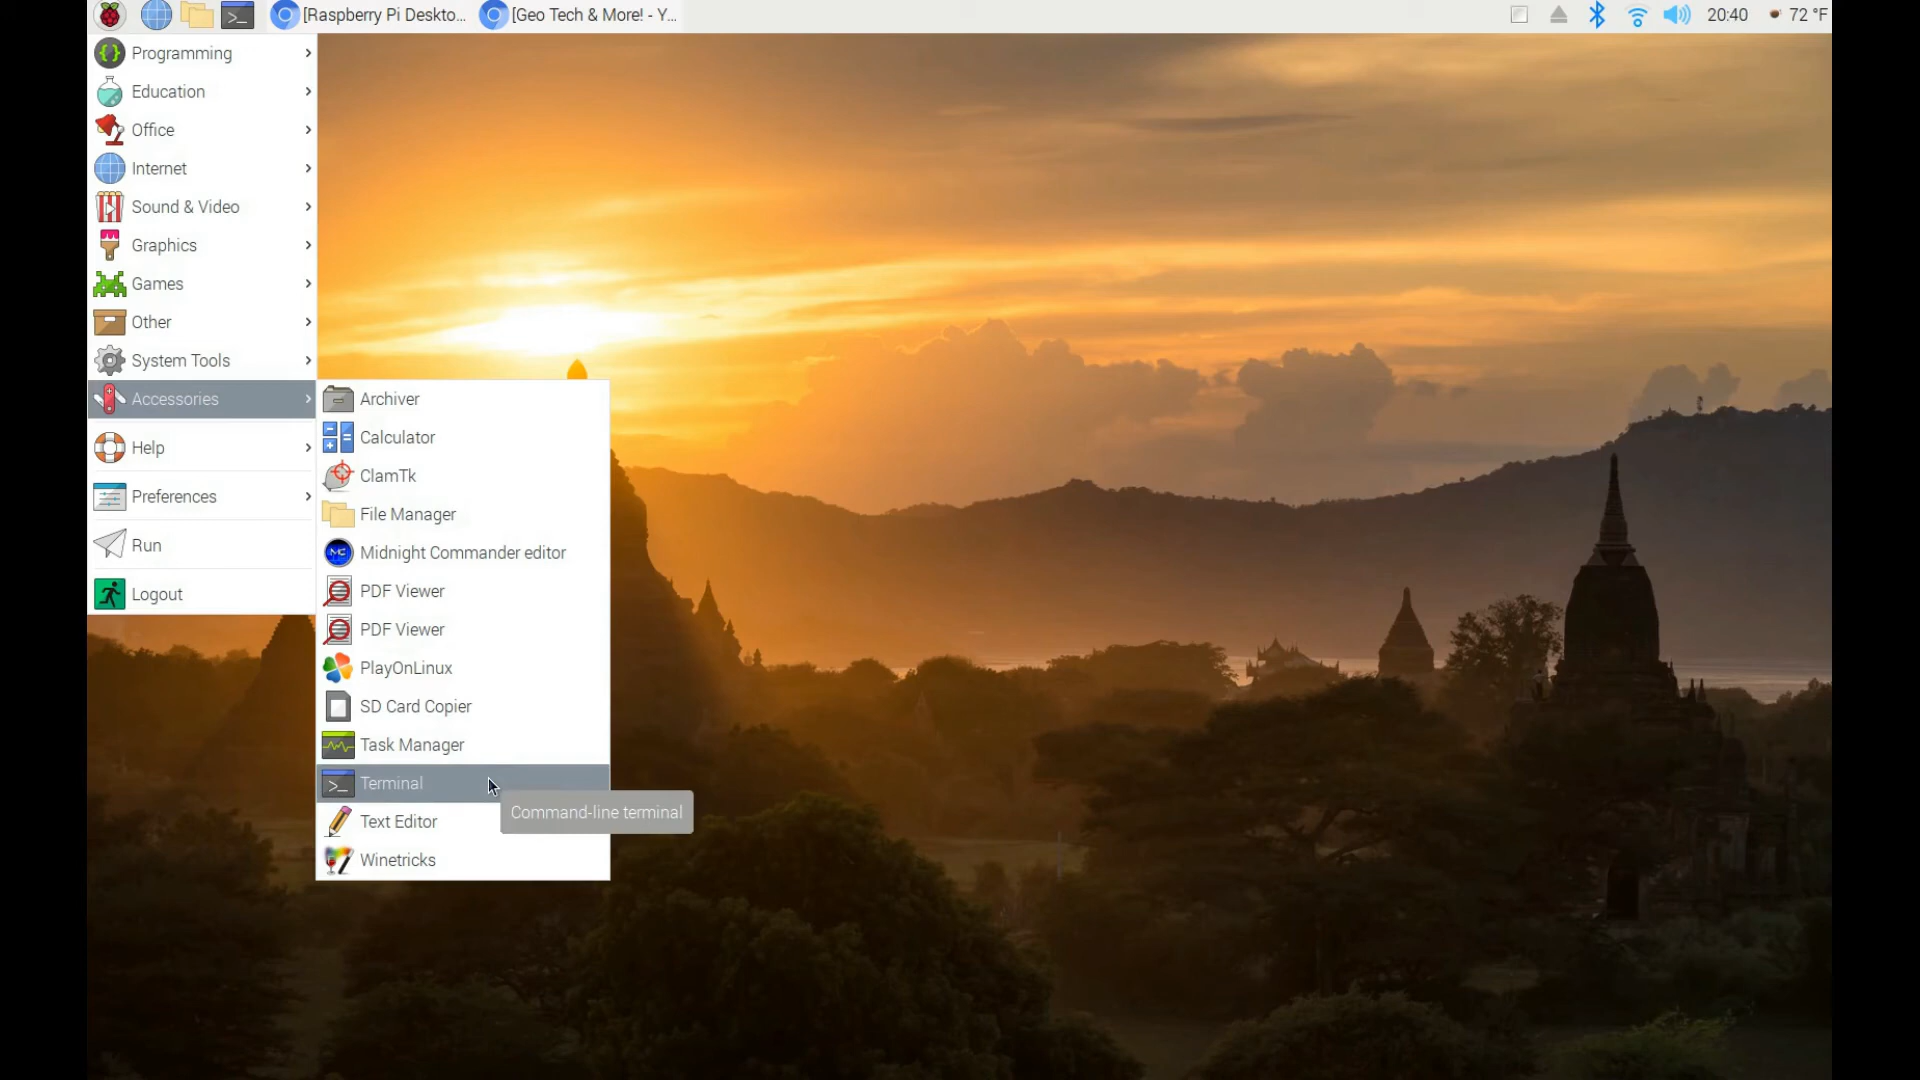 [Raspberry Pi Deskto...
[Geo Tech & More! - Y...
20:40
72 °F
Programming
Education
Office
Internet
Sound & Video
Graphics
Games
Other
System Tools
Accessories
Help
Preferences
Run
Logout
Archiver
Calculator
ClamTk
File Manager
Midnight Commander editor
PDF Viewer
PDF Viewer
PlayOnLinux
SD Card Copier
Task Manager
Terminal
Command-line terminal
Text Editor
Winetricks